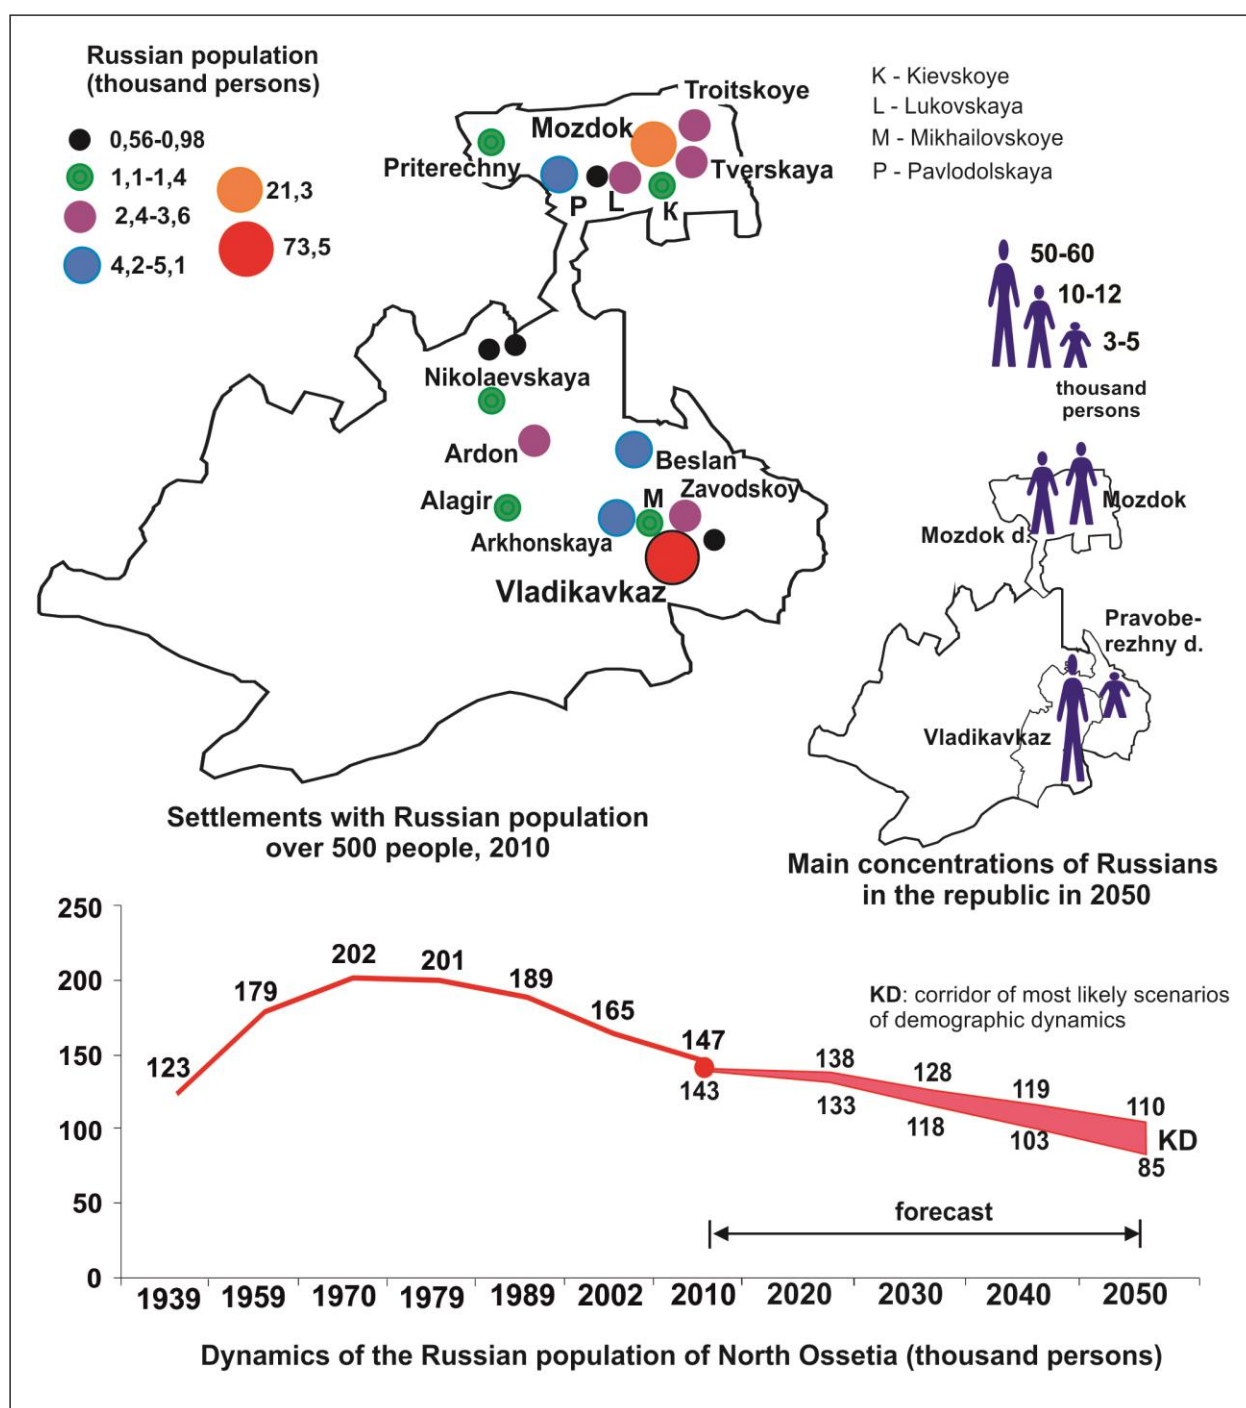 Russian population
(thousand persons)
0,56-0,98
1,1-1,4
2,4-3,6
4,2-5,1
21,3
73,5
K - Kievskoye
L - Lukovskaya
M - Mikhailovskoye
P - Pavlodolskaya
Troitskoye
Mozdok
Priterechny
Tverskaya
P
L
K
Nikolaevskaya
Ardon
Beslan
Alagir
M
Zavodskoy
Arkhonskaya
Vladikavkaz
Settlements with Russian population
over 500 people, 2010
50-60
10-12
3-5
thousand
persons
Mozdok
Mozdok d.
Pravobe-
rezhny d.
Vladikavkaz
Main concentrations of Russians
in the republic in 2050
250
200
150
100
50
0
123
179
202
201
189
165
147
143
138
133
128
118
119
103
110
85
KD
KD: corridor of most likely scenarios
of demographic dynamics
forecast
1939 1959 1970 1979 1989 2002 2010 2020 2030 2040 2050
Dynamics of the Russian population of North Ossetia (thousand persons)